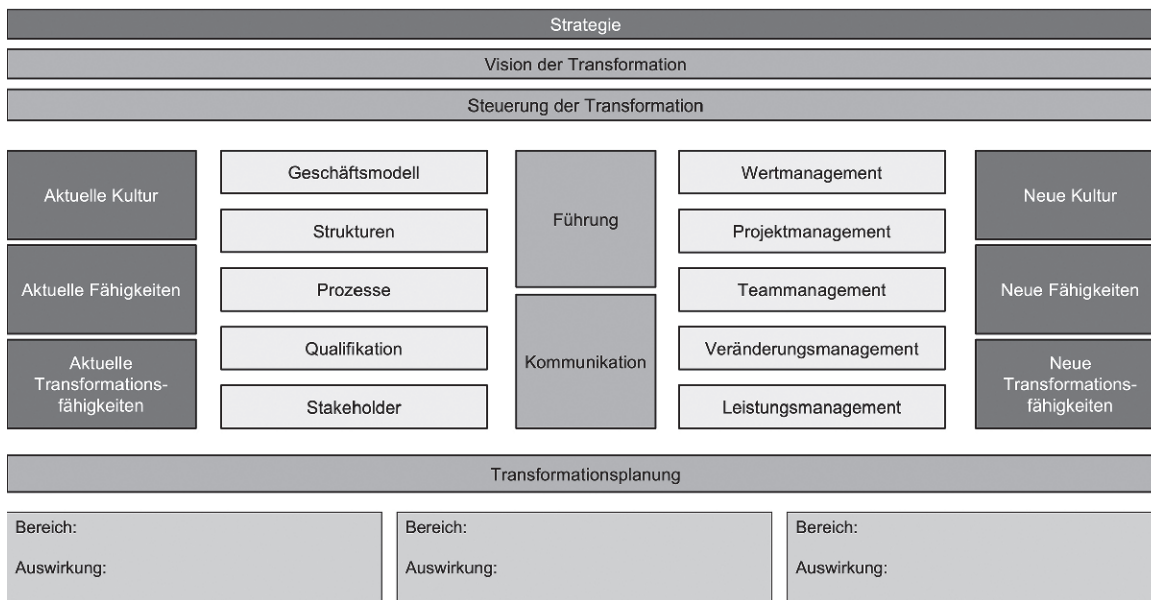 Strategie
Vision der Transformation
Steuerung der Transformation
Aktuelle Kultur
Aktuelle Fähigkeiten
Aktuelle
Transformations-
fähigkeiten
Geschäftsmodell
Strukturen
Prozesse
Qualifikation
Stakeholder
Führung
Kommunikation
Wertmanagement
Projektmanagement
Teammanagement
Veränderungsmanagement
Leistungsmanagement
Neue Kultur
Neue Fähigkeiten
Neue
Transformations-
fähigkeiten
Transformationsplanung
Bereich:
Auswirkung:
Bereich:
Auswirkung:
Bereich:
Auswirkung: